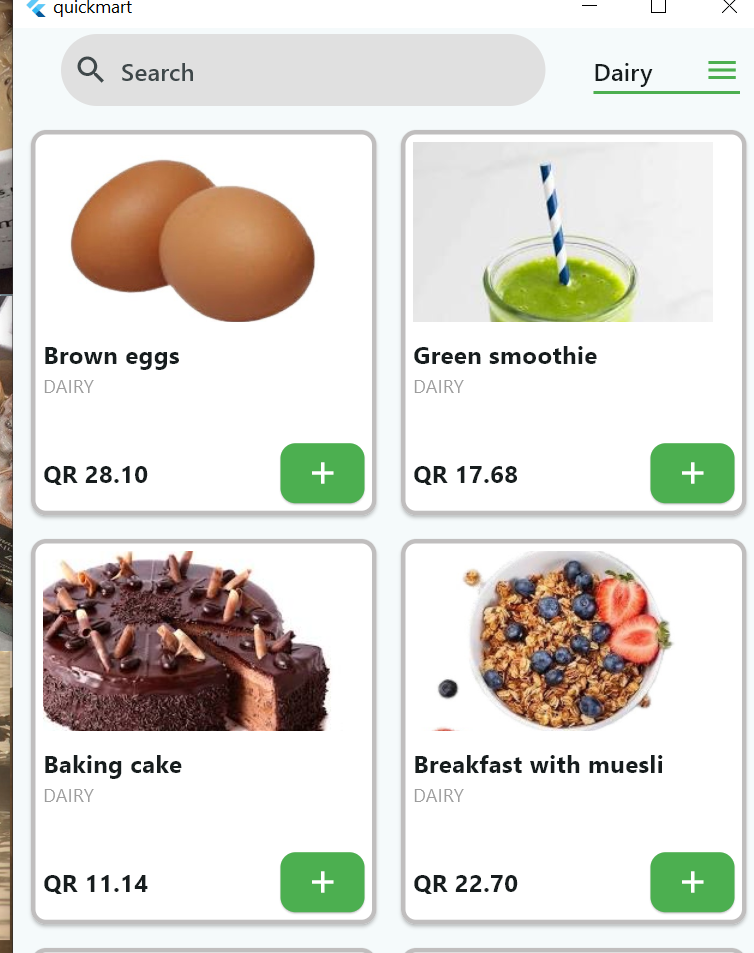 quickmart
Search
Dairy
Brown eggs
DAIRY
QR 28.10
Green smoothie
DAIRY
QR 17.68
Baking cake
DAIRY
QR 11.14
Breakfast with muesli
DAIRY
QR 22.70